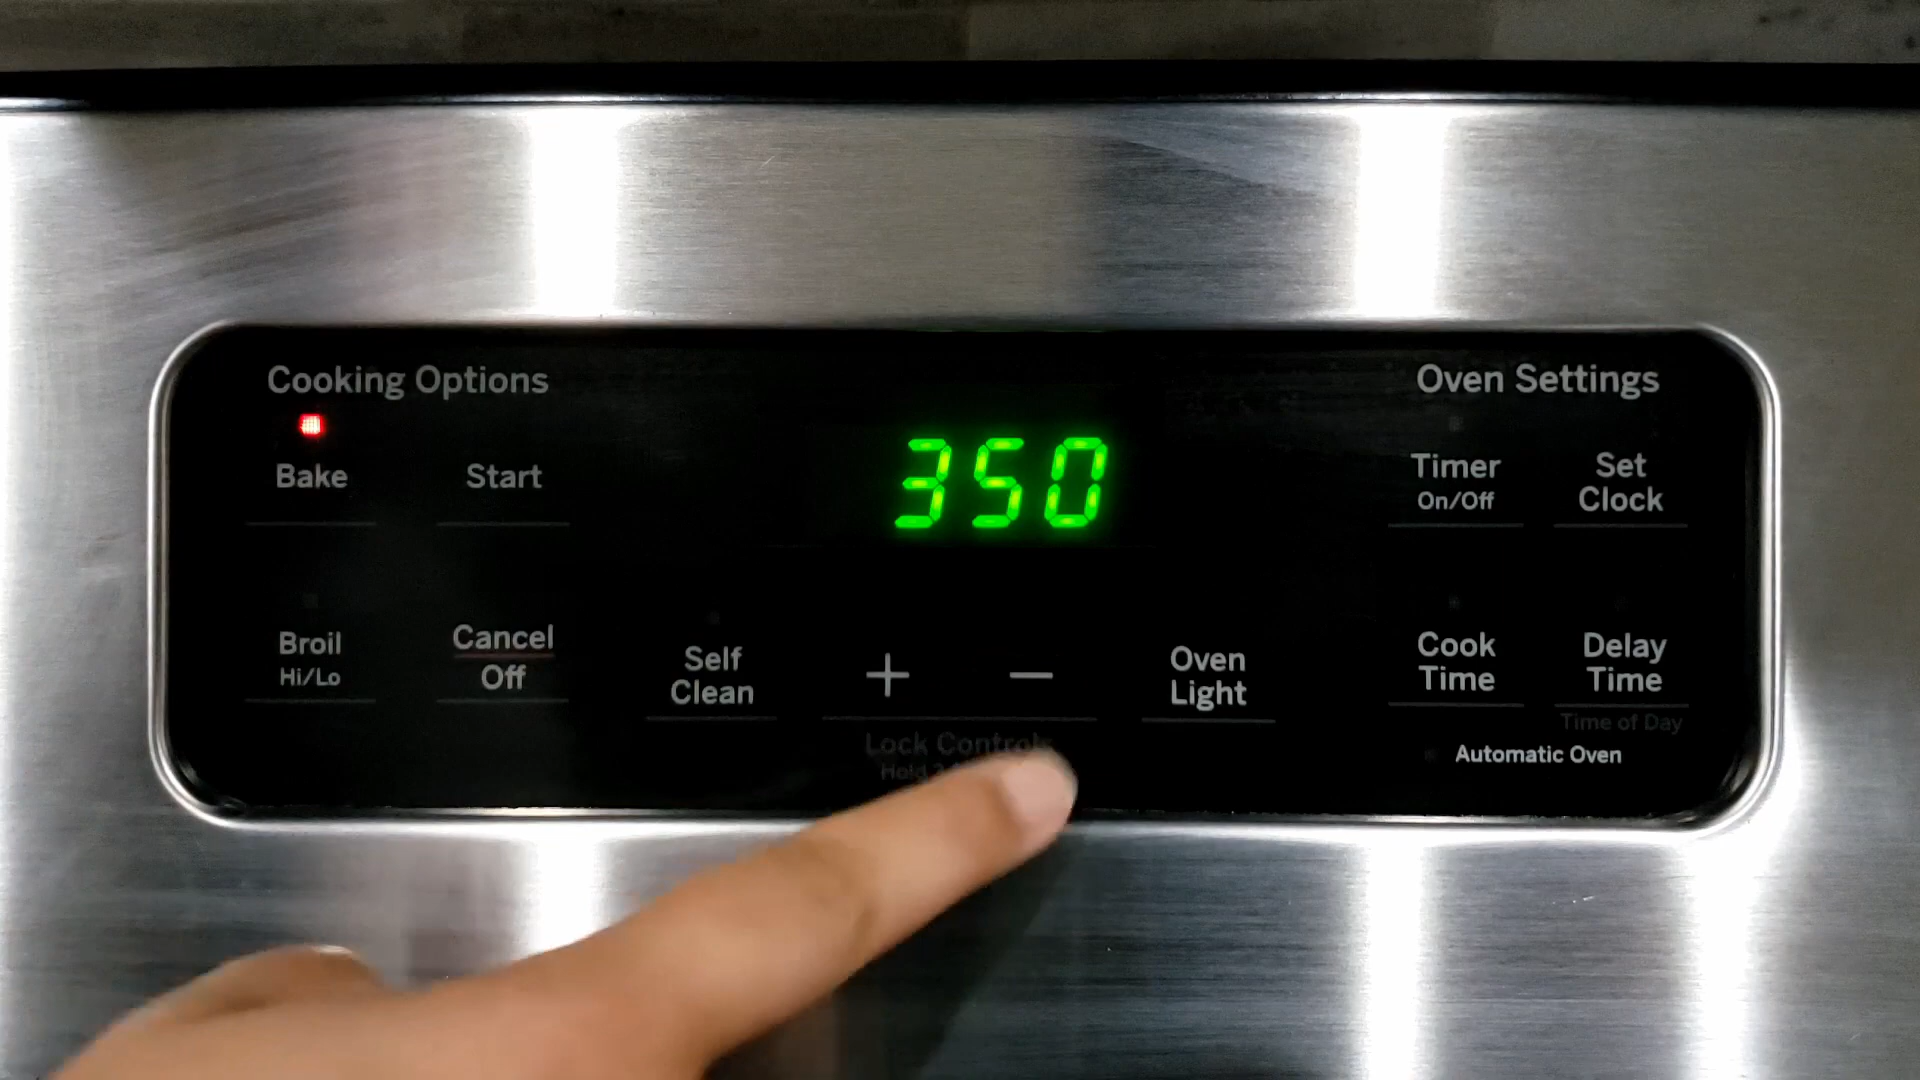 Cooking Options
Oven Settings
350
Bake
Start
Timer
On/Off
Set
Clock
Broil
Hi/Lo
Cancel
Off
Self
Clean
+
−
Oven
Light
Cook
Time
Delay
Time
Time of Day
Automatic Oven
Lock Controls
Hold